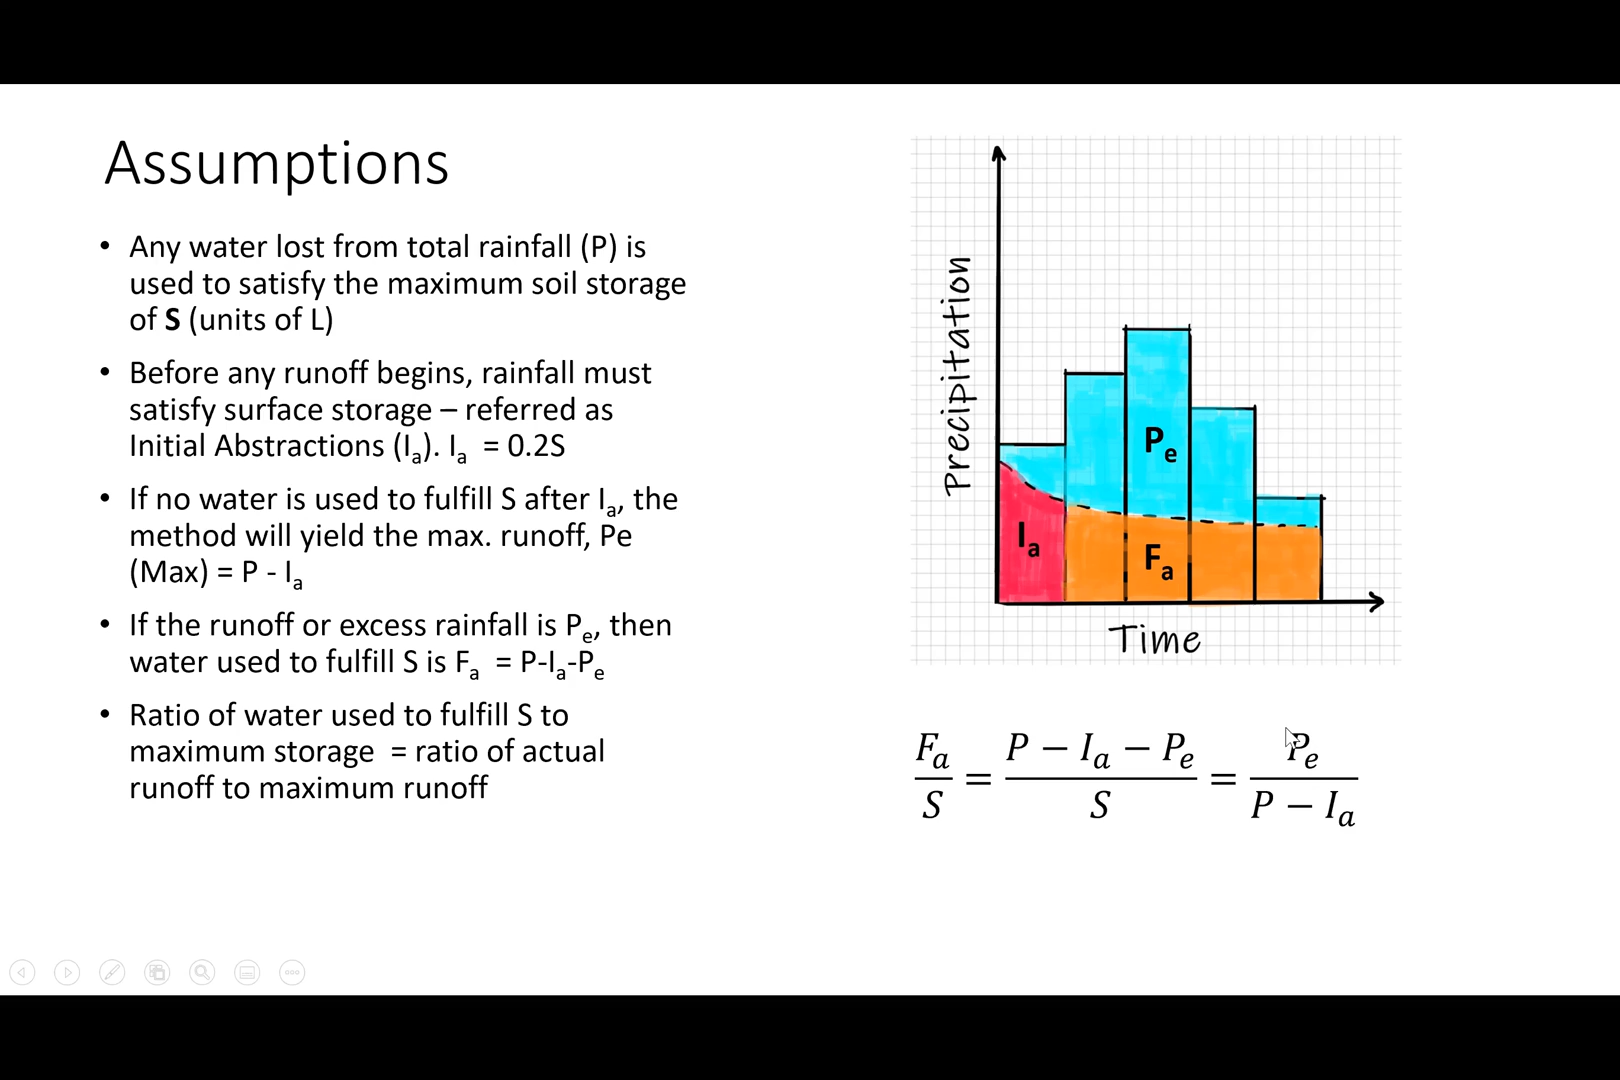 Assumptions
• Any water lost from total rainfall (P) is
used to satisfy the maximum soil storage
of S (units of L)
• Before any runoff begins, rainfall must
satisfy surface storage – referred as
Initial Abstractions (Iₐ). Iₐ = 0.2S
• If no water is used to fulfill S after Iₐ, the
method will yield the max. runoff, Pe
(Max) = P - Iₐ
• If the runoff or excess rainfall is Pₑ, then
water used to fulfill S is Fₐ = P-Iₐ-Pₑ
• Ratio of water used to fulfill S to
maximum storage = ratio of actual
runoff to maximum runoff
Precipitation
Pₑ
Iₐ
Fₐ
Time
Fₐ/S = (P − Iₐ − Pₑ)/S = Pₑ/(P − Iₐ)